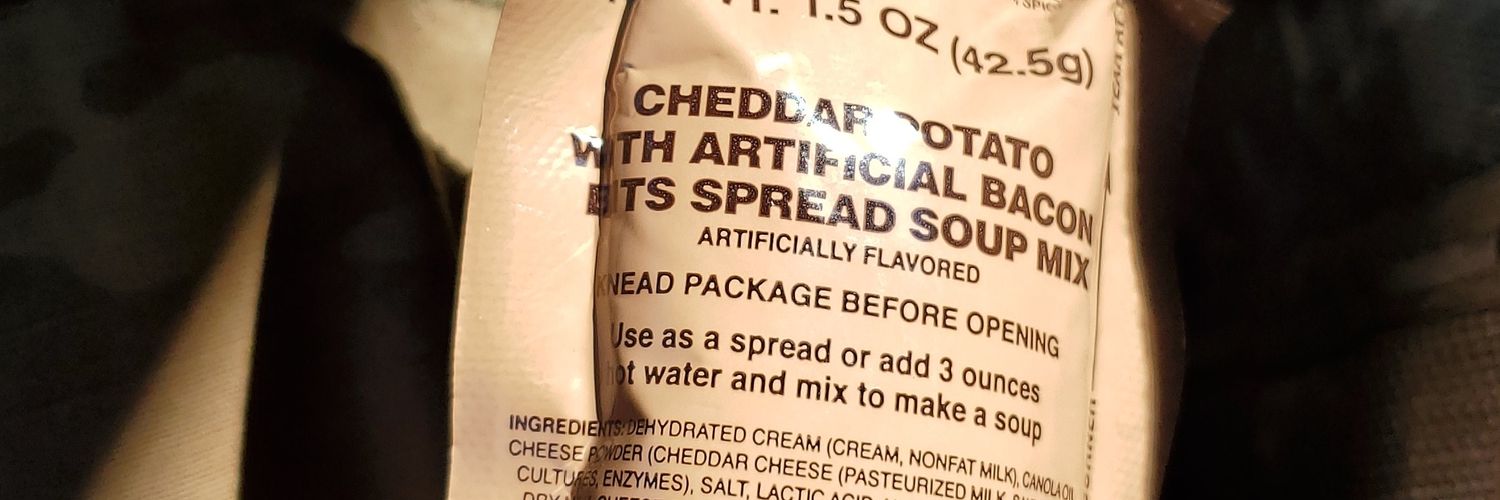 1.5 OZ (42.5g)
CHEDDAR POTATO
WITH ARTIFICIAL BACON
BITS SPREAD SOUP MIX
ARTIFICIALLY FLAVORED
KNEAD PACKAGE BEFORE OPENING
Use as a spread or add 3 ounces
hot water and mix to make a soup
INGREDIENTS: DEHYDRATED CREAM (CREAM, NONFAT MILK), CANOLA OIL
CHEESE POWDER (CHEDDAR CHEESE (PASTEURIZED MILK,
CULTURES, ENZYMES), SALT, LACTIC ACID